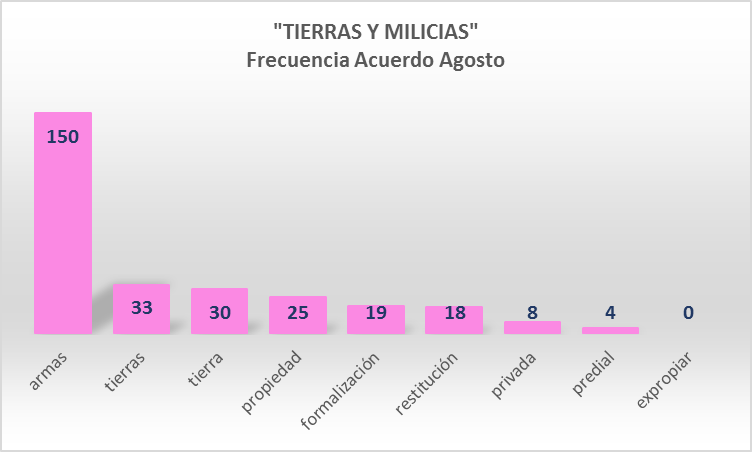 "TIERRAS Y MILICIAS"
Frecuencia Acuerdo Agosto
150
33
30
25
19
18
8
4
0
armas
tierras
tierra
propiedad
formalización
restitución
privada
predial
expropiar